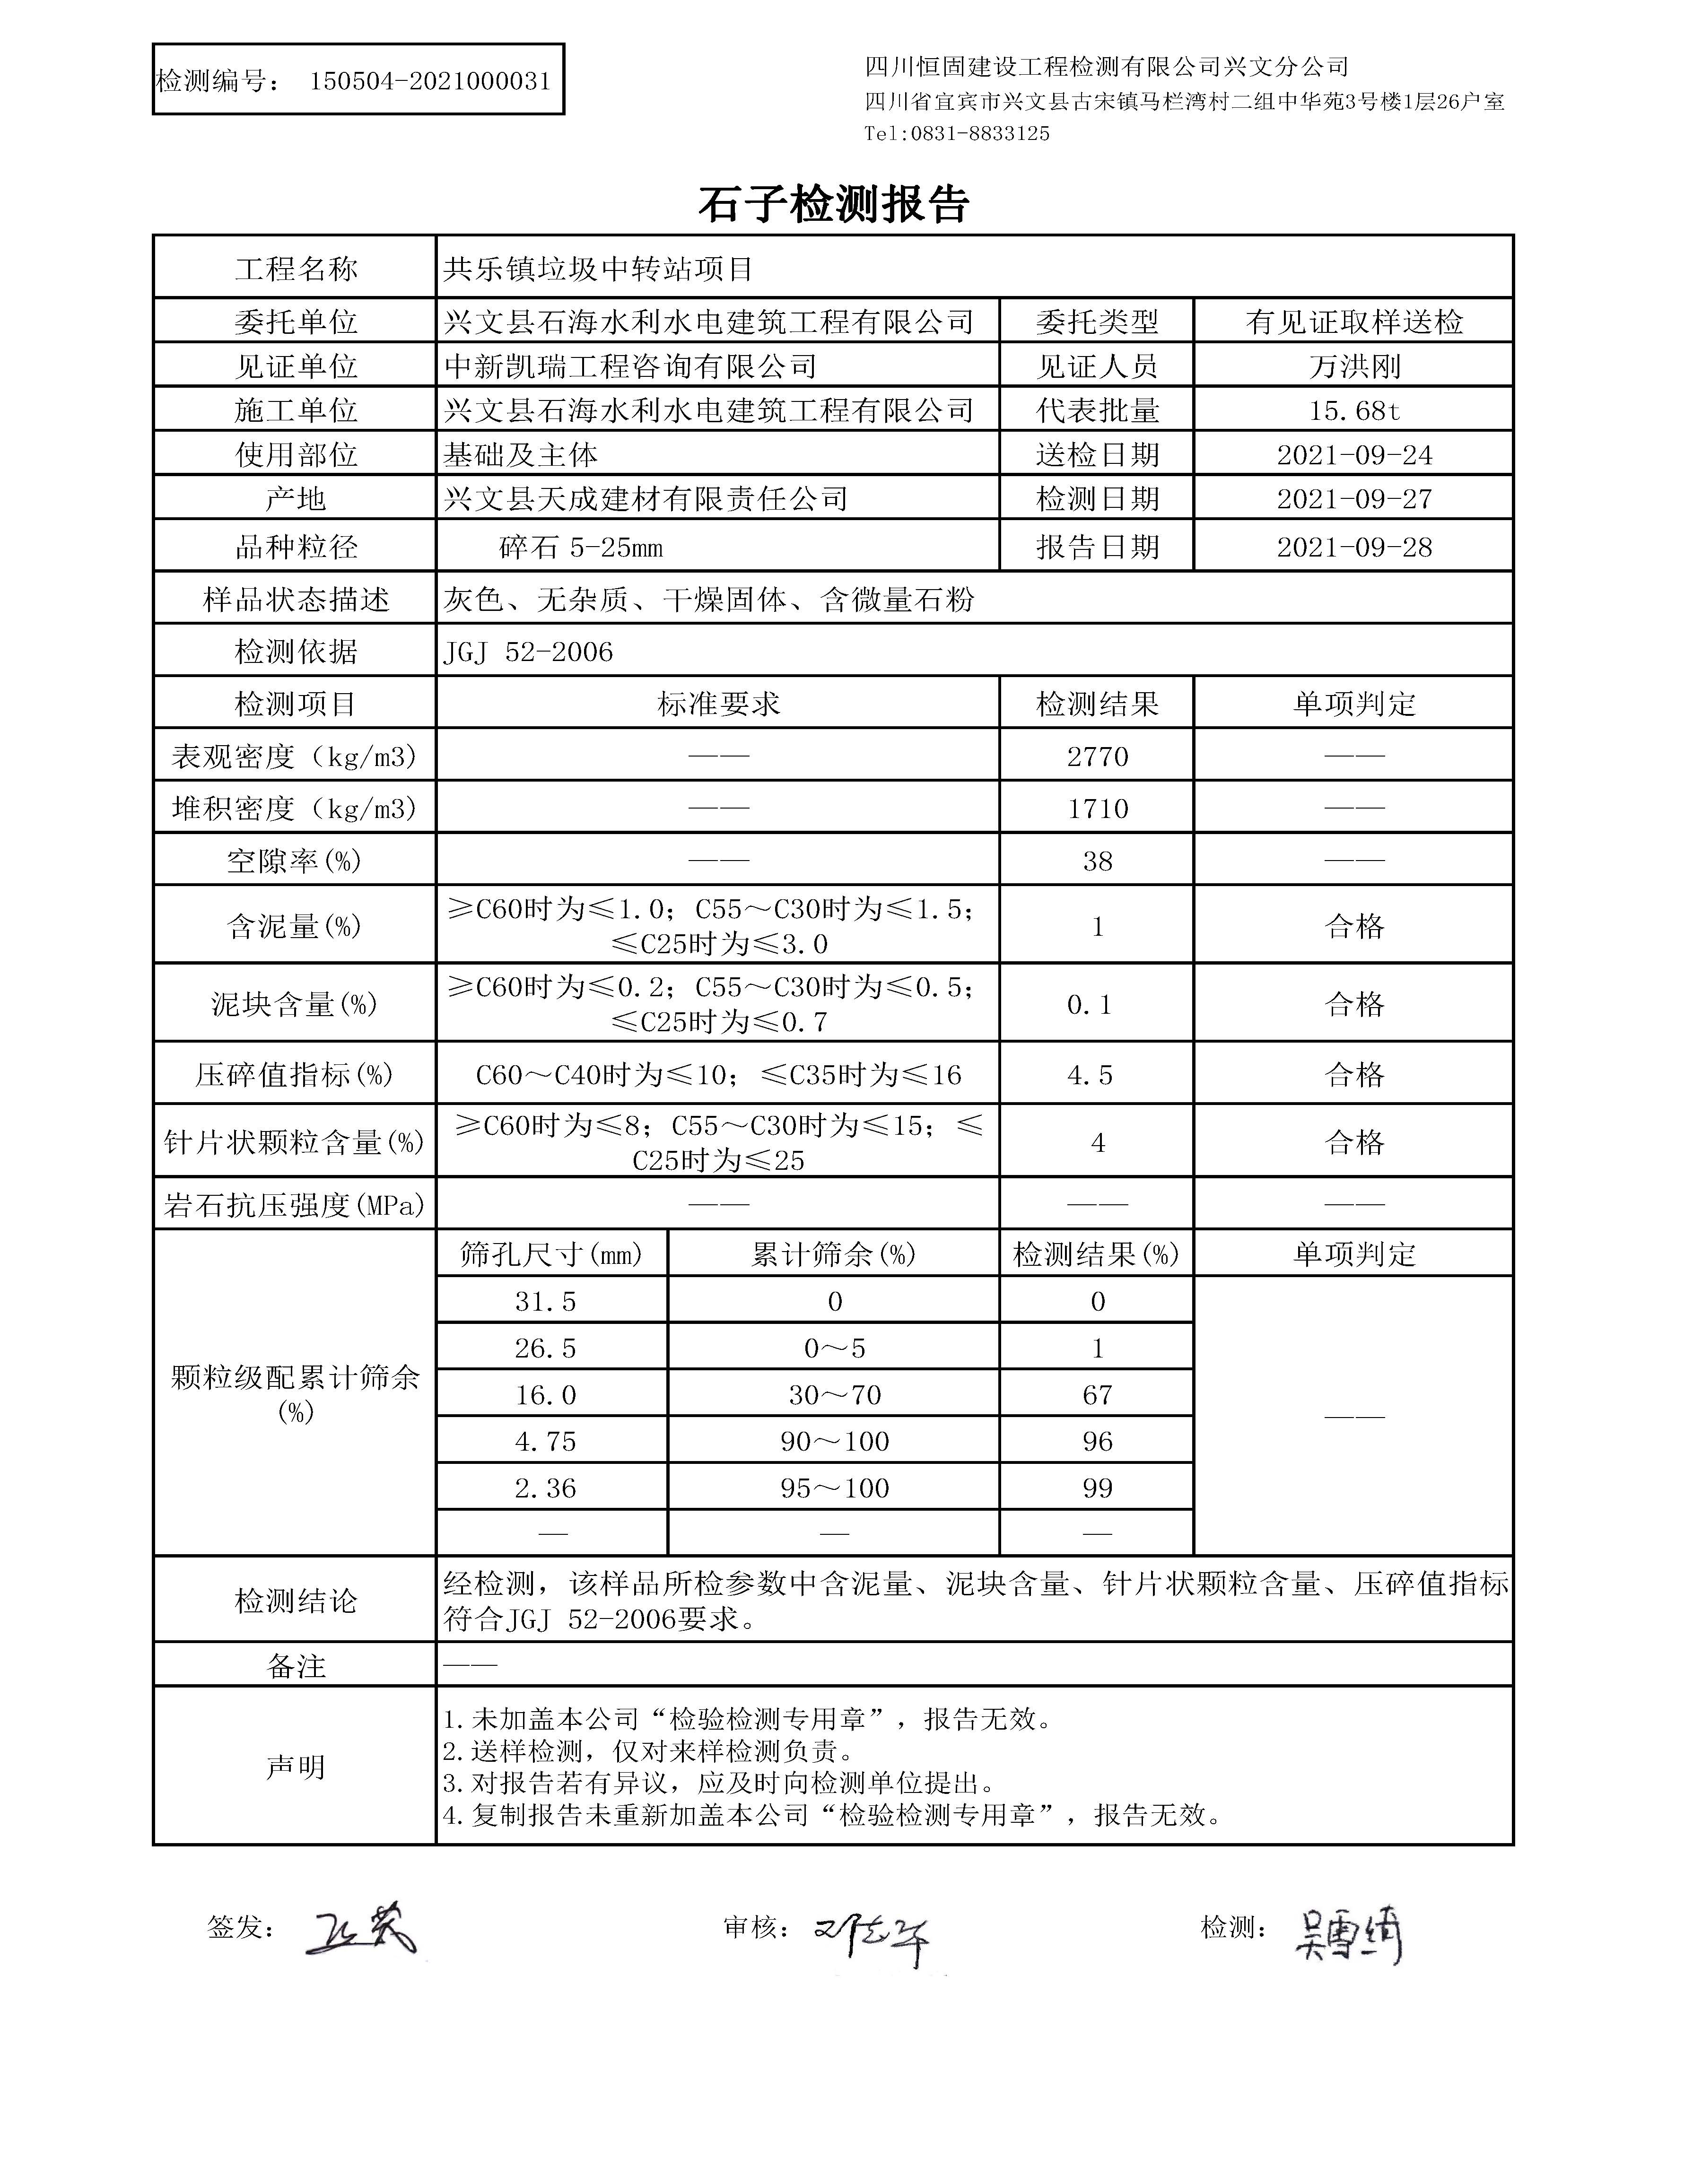 检测编号： 150504-2021000031
四川恒固建设工程检测有限公司兴文分公司
四川省宜宾市兴文县古宋镇马栏湾村二组中华苑3号楼1层26户室
Tel:0831-8833125
石子检测报告
工程名称 共乐镇垃圾中转站项目
委托单位 兴文县石海水利水电建筑工程有限公司 委托类型 有见证取样送检
见证单位 中新凯瑞工程咨询有限公司 见证人员 万洪刚
施工单位 兴文县石海水利水电建筑工程有限公司 代表批量 15.68t
使用部位 基础及主体 送检日期 2021-09-24
产地 兴文县天成建材有限责任公司 检测日期 2021-09-27
品种粒径 碎石 5-25mm 报告日期 2021-09-28
样品状态描述 灰色、无杂质、干燥固体、含微量石粉
检测依据 JGJ 52-2006
检测项目 标准要求 检测结果 单项判定
表观密度（kg/m3） —— 2770 ——
堆积密度（kg/m3） —— 1710 ——
空隙率(%) —— 38 ——
含泥量(%) ≥C60时为≤1.0；C55～C30时为≤1.5；
≤C25时为≤3.0 1 合格
泥块含量(%) ≥C60时为≤0.2；C55～C30时为≤0.5；
≤C25时为≤0.7 0.1 合格
压碎值指标(%) C60～C40时为≤10；≤C35时为≤16 4.5 合格
针片状颗粒含量(%) ≥C60时为≤8；C55～C30时为≤15；≤
C25时为≤25 4 合格
岩石抗压强度(MPa) —— —— ——
颗粒级配累计筛余
(%)
筛孔尺寸(mm) 累计筛余(%) 检测结果(%) 单项判定
31.5 0 0
26.5 0～5 1
16.0 30～70 67
——
4.75 90～100 96
2.36 95～100 99
— — —
检测结论 经检测，该样品所检参数中含泥量、泥块含量、针片状颗粒含量、压碎值指标
符合JGJ 52-2006要求。
备注 ——
声明
1.未加盖本公司“检验检测专用章”，报告无效。
2.送样检测，仅对来样检测负责。
3.对报告若有异议，应及时向检测单位提出。
4.复制报告未重新加盖本公司“检验检测专用章”，报告无效。
签发： 审核： 检测： 吴雪绮